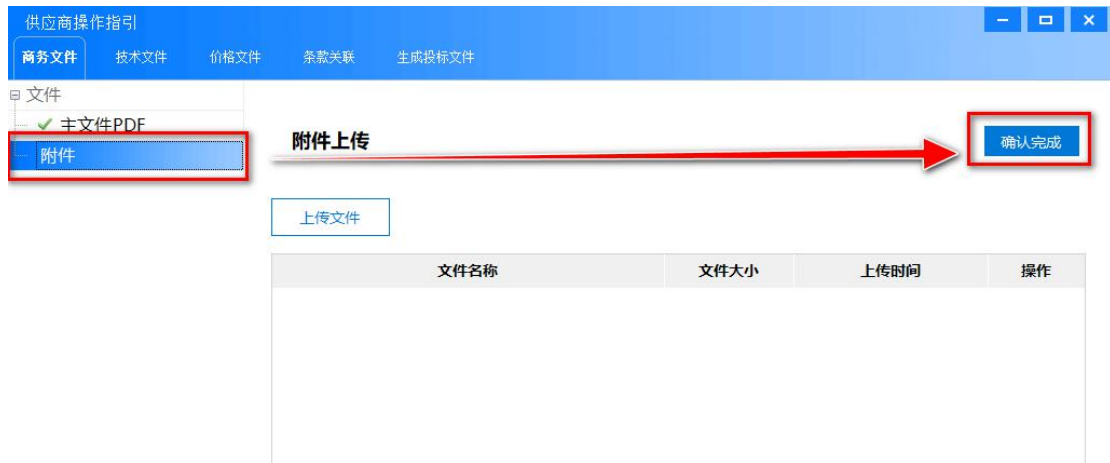 供应商操作指引
商务文件 技术文件 价格文件 条款关联 生成投标文件
文件
主文件PDF
附件
附件上传
确认完成
上传文件
文件名称 文件大小 上传时间 操作